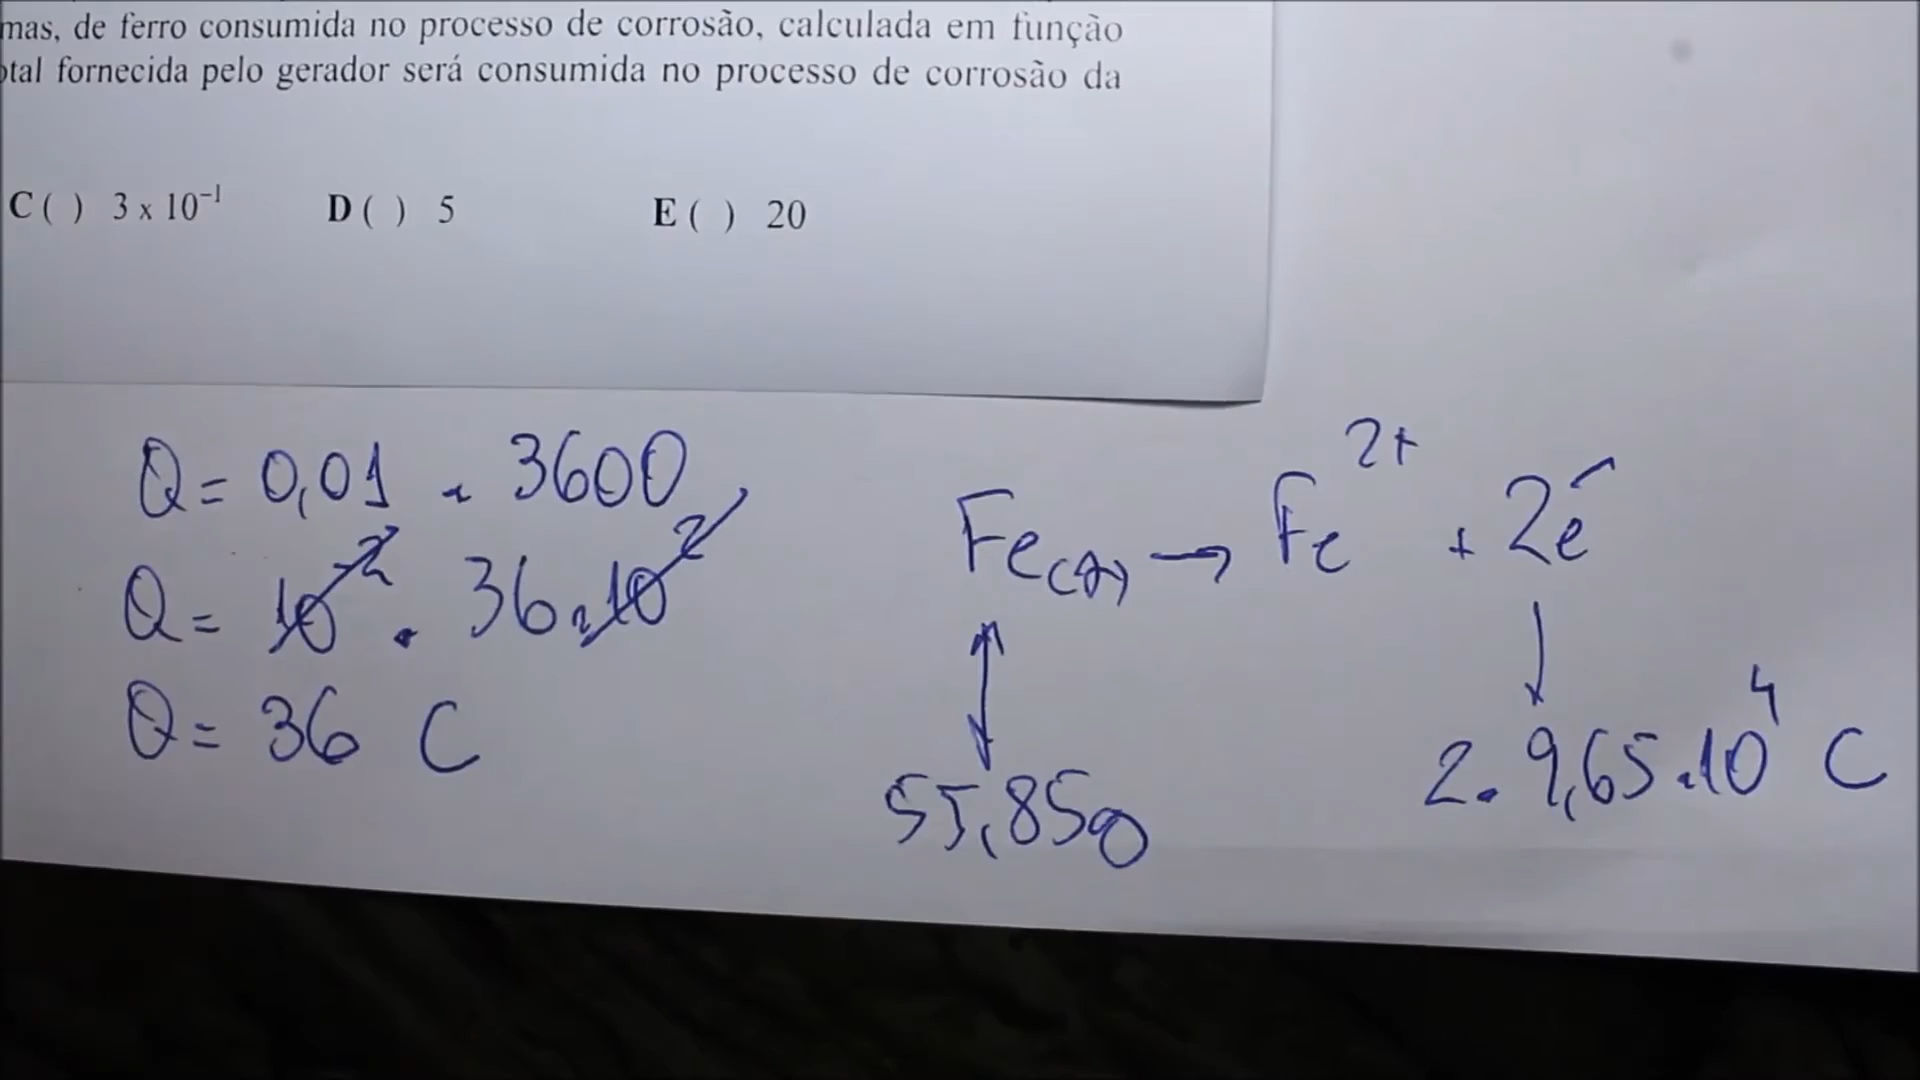 mas, de ferro consumida no processo de corrosão, calculada em função
otal fornecida pelo gerador será consumida no processo de corrosão da
C ( ) 3 x 10⁻¹ D ( ) 5 E ( ) 20
Q = 0,01 . 3600
Q = 10⁻² . 36.10²
Q = 36 C
Fe(s) → Fe²⁺ + 2e⁻
55,85g
2 . 9,65.10⁴ C